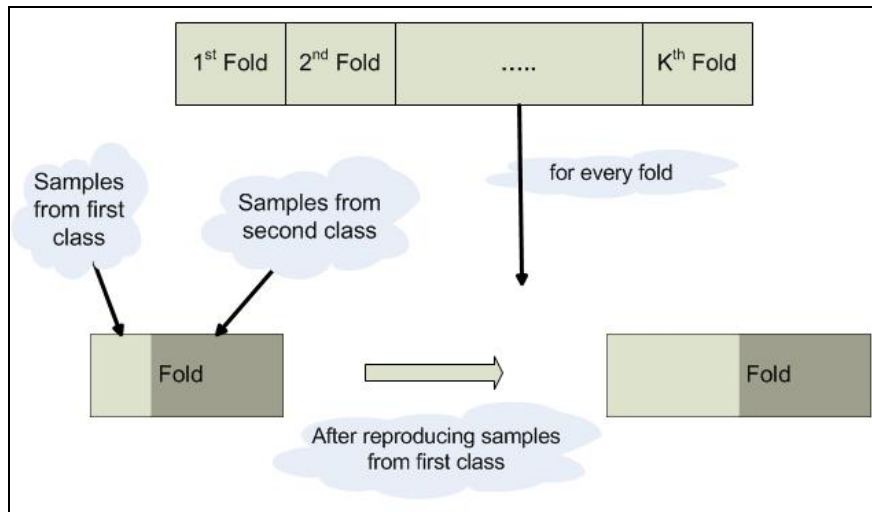 1st Fold
2nd Fold
.....
Kth Fold
for every fold
Samples
from first
class
Samples from
second class
Fold
Fold
After reproducing samples
from first class